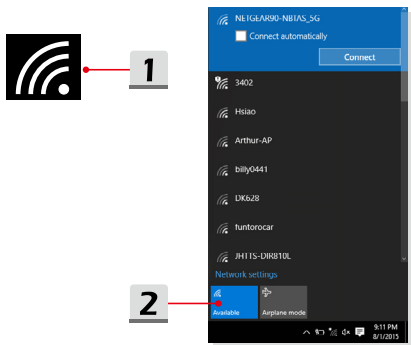 1
NETGEAR90-NBTAS_5G
Connect automatically
Connect
3402
Hsiao
Arthur-AP
billy0441
DK628
funtorocar
JHTTS-DIR810L
Network settings
2
Available
Airplane mode
9:11 PM
8/1/2015